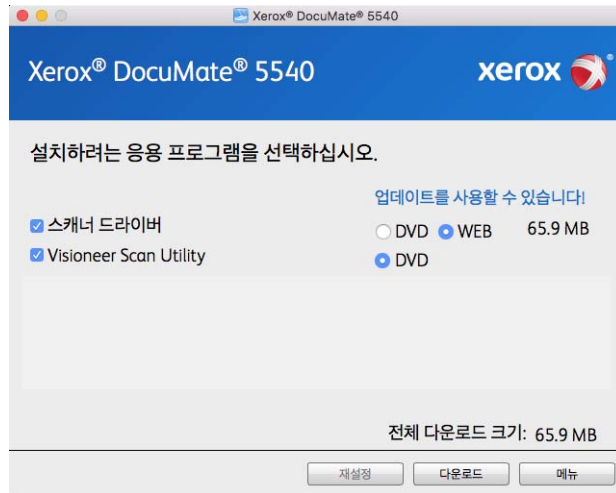 Xerox® DocuMate® 5540
Xerox® DocuMate® 5540
xerox®
설치하려는 응용 프로그램을 선택하십시오.
업데이트를 사용할 수 있습니다!
스캐너 드라이버 DVD WEB 65.9 MB
Visioneer Scan Utility DVD
전체 다운로드 크기: 65.9 MB
재설정 다운로드 메뉴